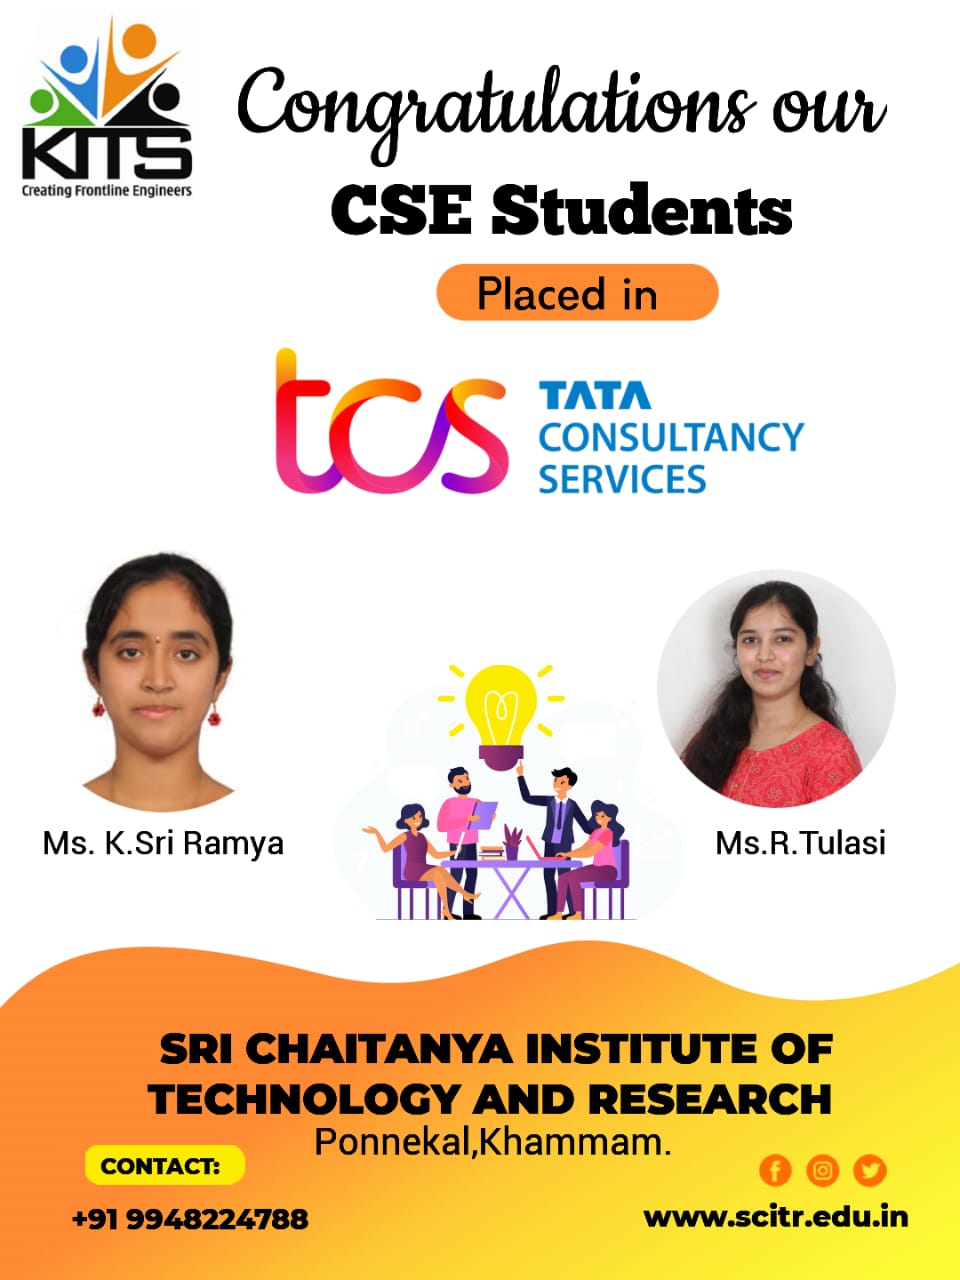 KITS
Creating Frontline Engineers
Congratulations our
CSE Students
Placed in
tcs
TATA
CONSULTANCY
SERVICES
Ms. K.Sri Ramya
Ms.R.Tulasi
SRI CHAITANYA INSTITUTE OF
TECHNOLOGY AND RESEARCH
Ponnekal,Khammam.
CONTACT:
+91 9948224788
www.scitr.edu.in